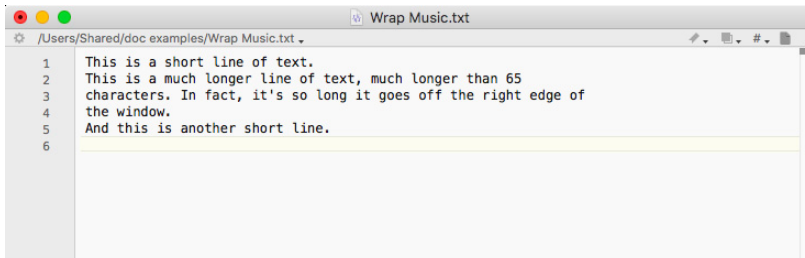 Wrap Music.txt
/Users/Shared/doc examples/Wrap Music.txt
#
1 This is a short line of text.
2 This is a much longer line of text, much longer than 65
3 characters. In fact, it's so long it goes off the right edge of
4 the window.
5 And this is another short line.
6